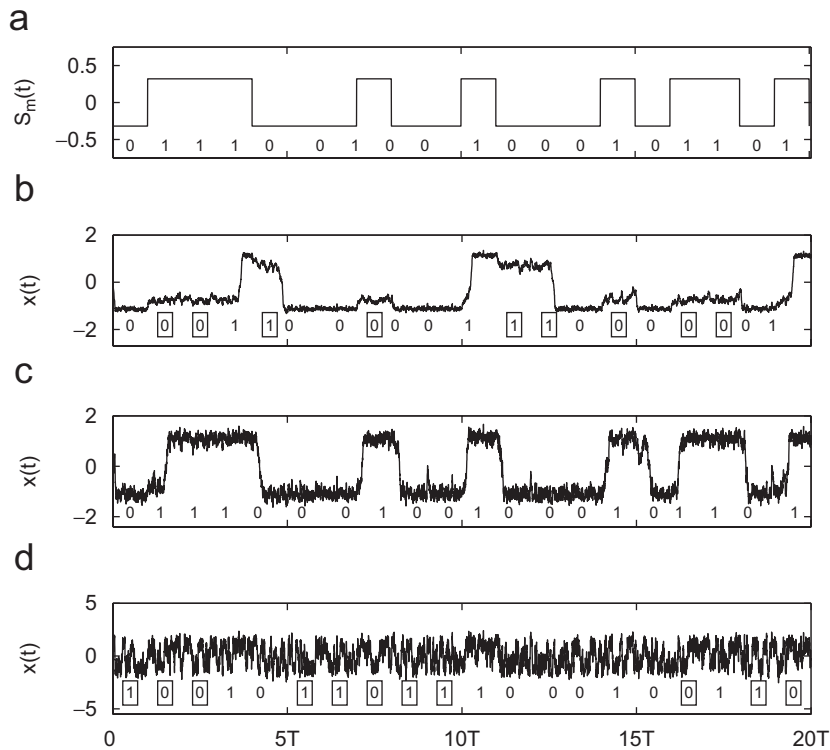 a
0.5
0
−0.5
S_m(t)
0 1 1 1 0 0 1 0 0 1 0 0 0 1 0 1 1 0 1
b
2
0
−2
x(t)
0 0 0 1 1 0 0 0 0 0 1 1 1 0 0 0 0 0 0 1
c
2
0
−2
x(t)
0 1 1 1 0 0 0 1 0 0 1 0 0 0 1 0 1 1 0 1
d
5
0
−5
x(t)
1 0 0 1 0 1 1 0 1 1 1 0 0 0 1 0 0 1 1 0
0 5T 10T 15T 20T